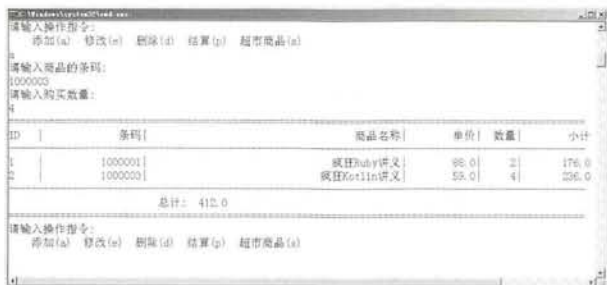 C:\Windows\system32\cmd.exe
请输入操作指令:
添加(a) 修改(e) 删除(d) 结算(p) 超市商品(s)
a
请输入商品的条码:
1000003
请输入购买数量:
4
ID | 条码| 商品名称| 单价| 数量| 小计
1 | 1000001| 疯狂Ruby讲义| 88.0| 2| 176.0
2 | 1000003| 疯狂Kotlin讲义| 59.0| 4| 236.0
总计: 412.0
请输入操作指令:
添加(a) 修改(e) 删除(d) 结算(p) 超市商品(s)